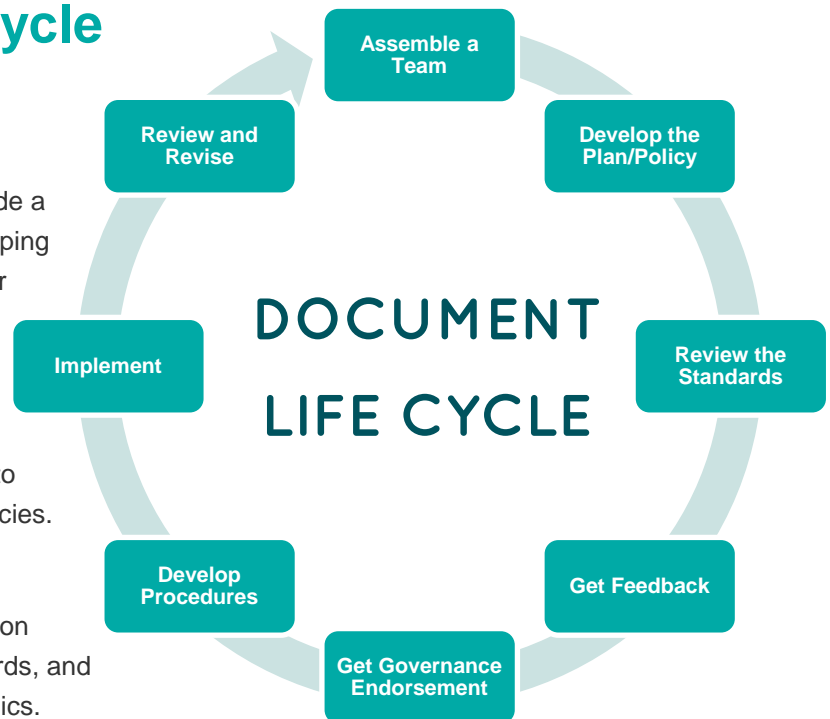 ycle
de a
ping
r
to
cies.
on
rds, and
ics.
Assemble a
Team
Develop the
Plan/Policy
Review the
Standards
Get Feedback
Get Governance
Endorsement
Develop
Procedures
Implement
Review and
Revise
DOCUMENT
LIFE CYCLE